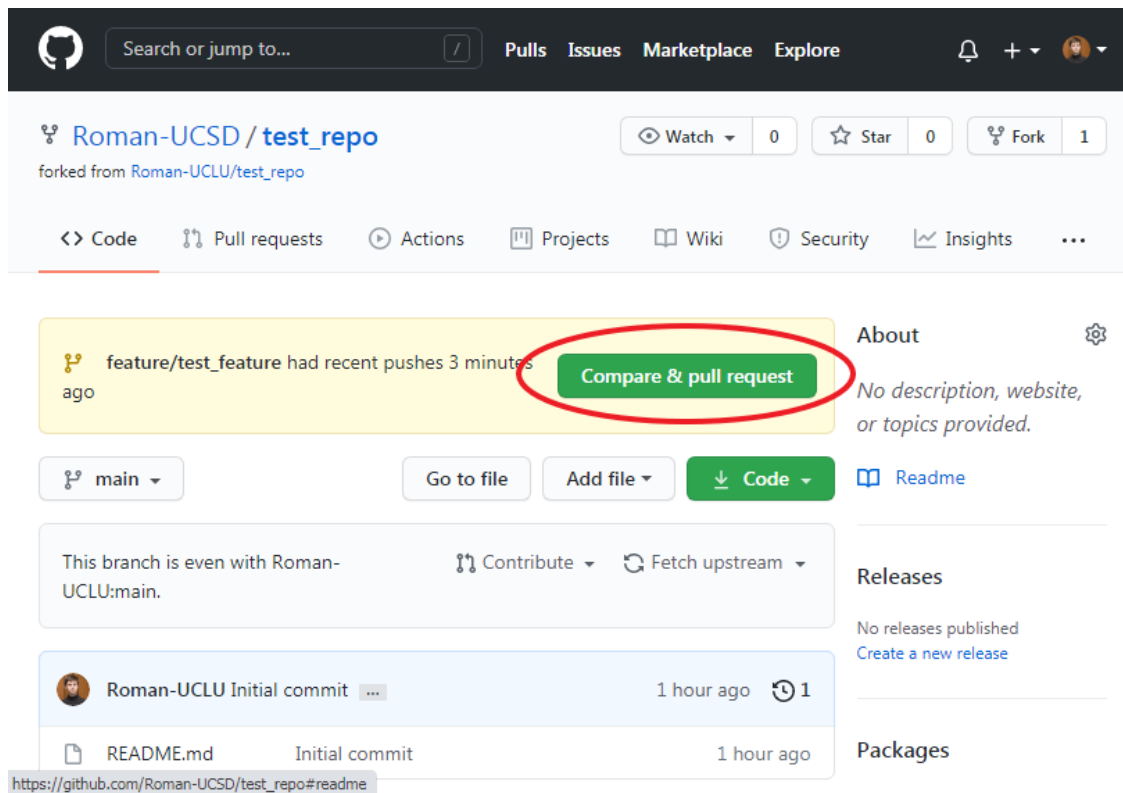 Search or jump to... /
Pulls Issues Marketplace Explore
Roman-UCSD / test_repo
Watch 0 Star 0 Fork 1
forked from Roman-UCLU/test_repo
Code Pull requests Actions Projects Wiki Security Insights ...
feature/test_feature had recent pushes 3 minutes
ago
Compare & pull request
About
No description, website,
or topics provided.
Readme
main Go to file Add file Code
This branch is even with Roman-
UCLU:main.
Contribute Fetch upstream
Releases
No releases published
Create a new release
Roman-UCLU Initial commit ... 1 hour ago 1
README.md Initial commit 1 hour ago
Packages
https://github.com/Roman-UCSD/test_repo#readme